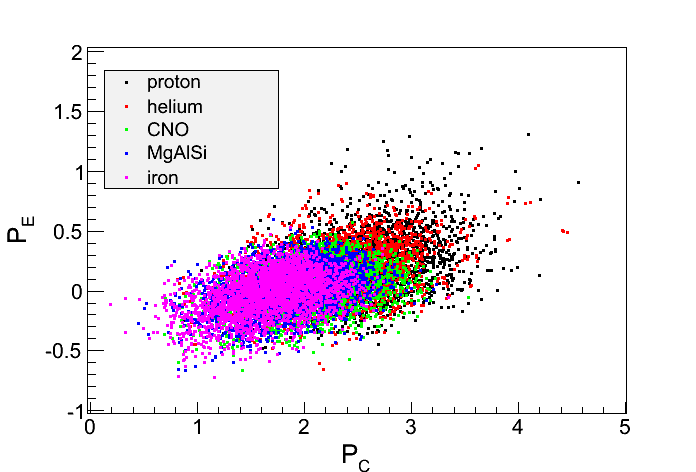 2
1.5
1
0.5
0
-0.5
-1
P_E
proton
helium
CNO
MgAlSi
iron
0 1 2 3 4 5
P_C